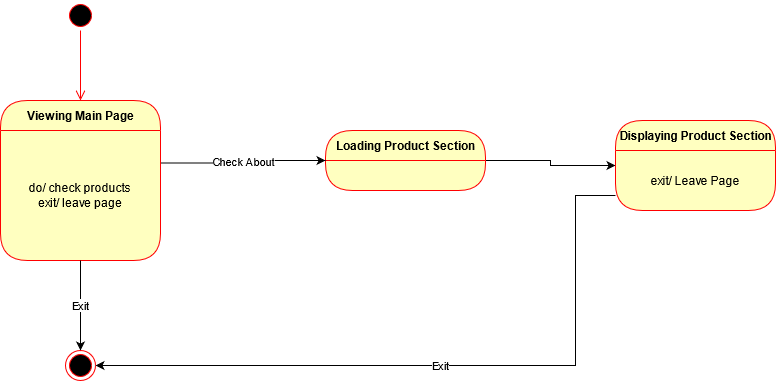 Viewing Main Page
do/ check products
exit/ leave page
Check About
Loading Product Section
Displaying Product Section
exit/ Leave Page
Exit
Exit